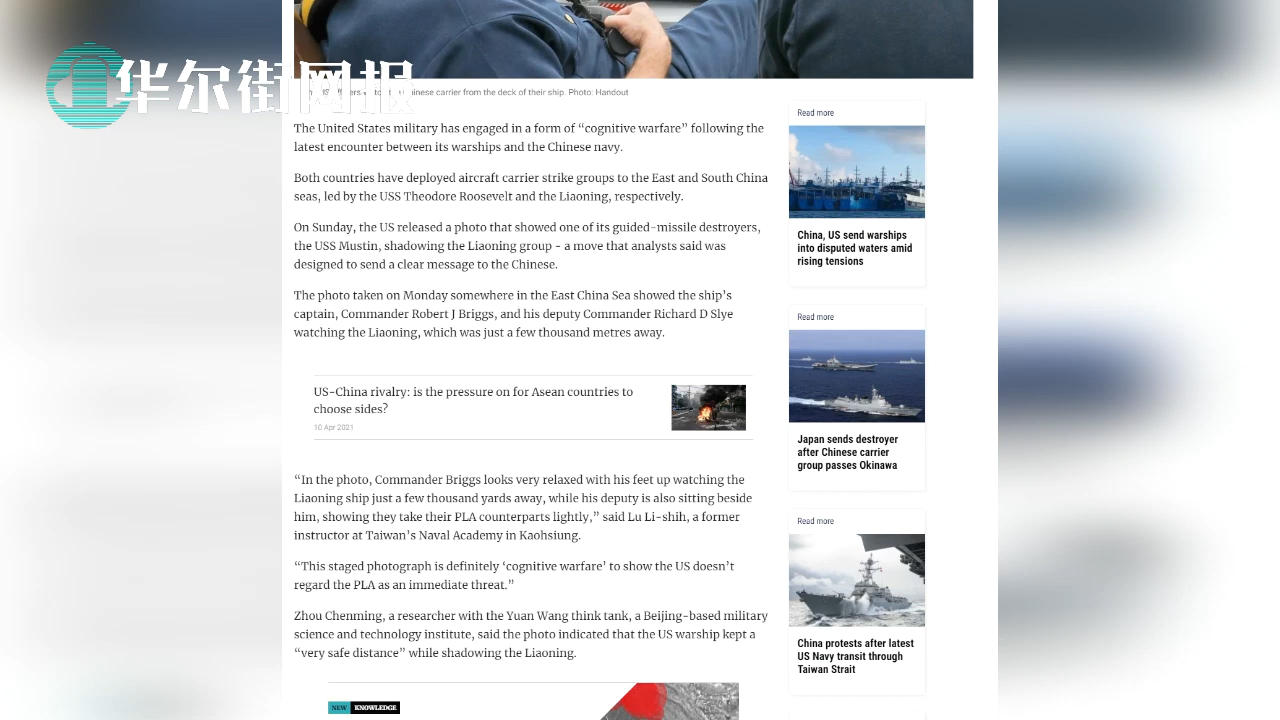 华尔街网报
Chinese carrier from the deck of their ship. Photo: Handout
The United States military has engaged in a form of “cognitive warfare” following the
latest encounter between its warships and the Chinese navy.
Both countries have deployed aircraft carrier strike groups to the East and South China
seas, led by the USS Theodore Roosevelt and the Liaoning, respectively.
On Sunday, the US released a photo that showed one of its guided-missile destroyers,
the USS Mustin, shadowing the Liaoning group - a move that analysts said was
designed to send a clear message to the Chinese.
The photo taken on Monday somewhere in the East China Sea showed the ship’s
captain, Commander Robert J Briggs, and his deputy Commander Richard D Slye
watching the Liaoning, which was just a few thousand metres away.
US-China rivalry: is the pressure on for Asean countries to
choose sides?
10 Apr 2021
“In the photo, Commander Briggs looks very relaxed with his feet up watching the
Liaoning ship just a few thousand yards away, while his deputy is also sitting beside
him, showing they take their PLA counterparts lightly,” said Lu Li-shih, a former
instructor at Taiwan’s Naval Academy in Kaohsiung.
“This staged photograph is definitely ‘cognitive warfare’ to show the US doesn’t
regard the PLA as an immediate threat.”
Zhou Chenming, a researcher with the Yuan Wang think tank, a Beijing-based military
science and technology institute, said the photo indicated that the US warship kept a
“very safe distance” while shadowing the Liaoning.
NEW KNOWLEDGE
Read more
China, US send warships
into disputed waters amid
rising tensions
Read more
Japan sends destroyer
after Chinese carrier
group passes Okinawa
Read more
China protests after latest
US Navy transit through
Taiwan Strait